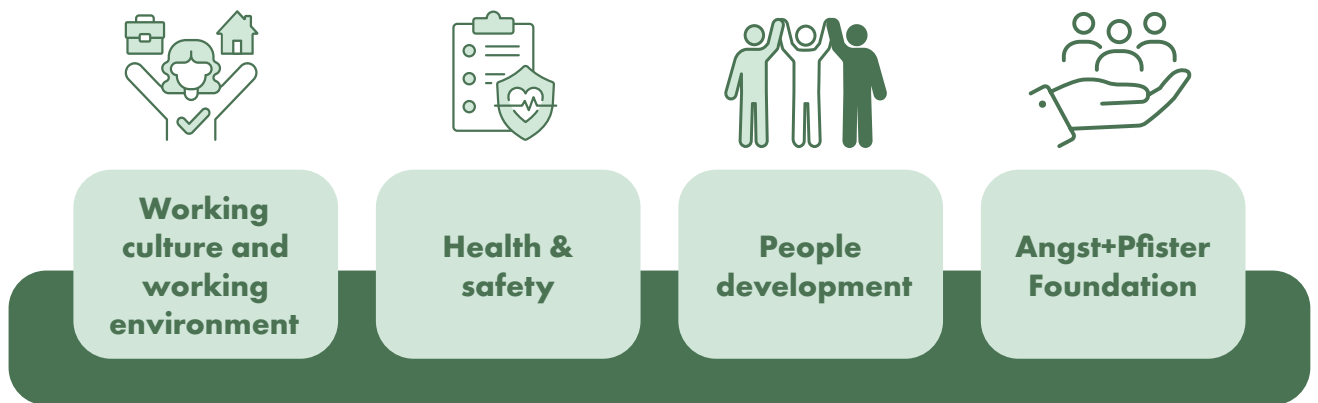 Working
culture and
working
environment
Health &
safety
People
development
Angst+Pfister
Foundation